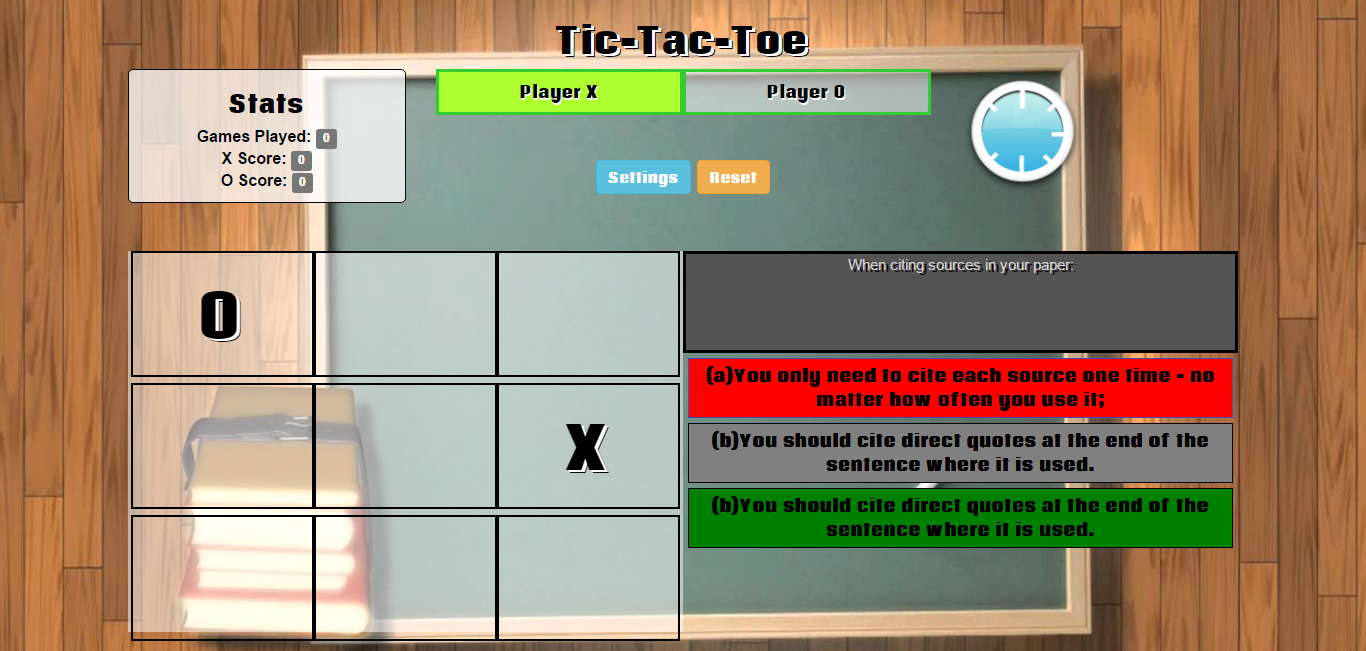 Tic-Tac-Toe
Stats
Games Played: 0
X Score: 0
O Score: 0
Player X
Player O
Settings
Reset
O
X
When citing sources in your paper:
(a)You only need to cite each source one time - no
matter how often you use it;
(b)You should cite direct quotes at the end of the
sentence where it is used.
(b)You should cite direct quotes at the end of the
sentence where it is used.